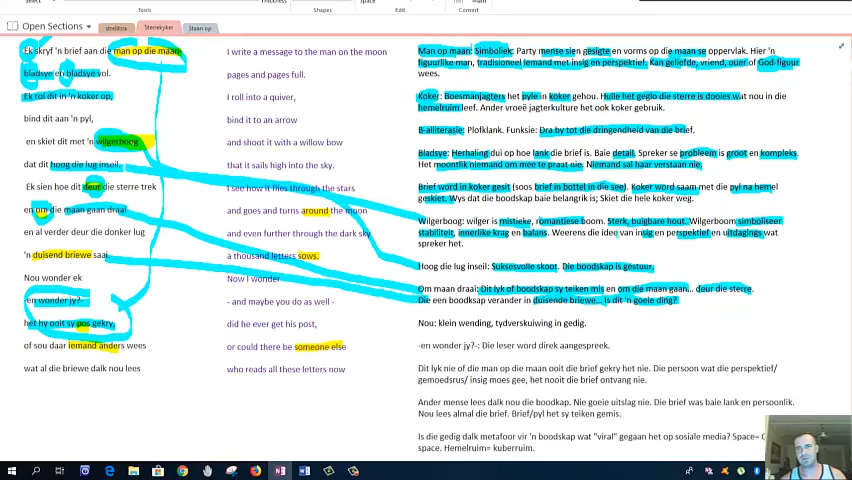 Select
Thickness
Space
Math
Tools
Shapes
Edit
Convert
Open Sections
strelitzia
Sterrekyker
Staan op
Ek skryf 'n brief aan die man op die maan
bladsye en bladsye vol.
Ek rol dit in 'n koker op,
bind dit aan 'n pyl,
en skiet dit met 'n wilgerboog
dat dit hoog die lug inseil.
Ek sien hoe dit deur die sterre trek
en om die maan gaan draai
en al verder deur die donker lug
'n duisend briewe saai.
Nou wonder ek
-en wonder jy?-
het hy ooit sy pos gekry,
of sou daar iemand anders wees
wat al die briewe dalk nou lees
I write a message to the man on the moon
pages and pages full.
I roll into a quiver,
bind it to an arrow
and shoot it with a willow bow
that it sails high into the sky.
I see how it flies through the stars
and goes and turns around the moon
and even further through the dark sky
a thousand letters sows.
Now I wonder
- and maybe you do as well -
did he ever get his post,
or could there be someone else
who reads all these letters now
Man op maan: Simboliek: Party mense sien gesigte en vorms op die maan se oppervlak. Hier 'n
figuurlike man, tradisioneel Iemand met insig en perspektief. Kan geliefde, vriend, ouer of God-figuur
wees.
Koker: Boesmanjagters het pyle in koker gehou. Hulle het geglo die sterre is dooies wat nou in die
hemelruim leef. Ander vroeë jagterkulture het ook koker gebruik.
B-alliterasie: Plofklank. Funksie: Dra by tot die dringendheid van die brief.
Bladsye: Herhaling dui op hoe lank die brief is. Baie detail. Spreker se probleem is groot en kompleks.
Het moontlik niemand om mee te praat nie. Niemand sal haar verstaan nie.
Brief word in koker gesit (soos brief in bottel in die see). Koker word saam met die pyl na hemel
geskiet. Wys dat die boodskap baie belangrik is; Skiet die hele koker weg.
Wilgerboog: wilger is mistieke, romantiese boom. Sterk, buigbare hout. Wilgerboom simboliseer
stabiliteit, innerlike krag en balans. Weerens die idee van insig en perspektief en uitdagings wat
spreker het.
Hoog die lug inseil: Suksesvolle skoot. Die boodskap is gestuur.
Om maan draai: Dit lyk of boodskap sy teiken mis en om die maan gaan... deur die sterre.
Die een boodksap verander in duisende briewe... Is dit 'n goeie ding?
Nou: klein wending, tydverskuiwing in gedig.
-en wonder jy?-: Die leser word direk aangespreek.
Dit lyk nie of die man op die maan ooit die brief gekry het nie. Die persoon wat die perspektief/
gemoedsrus/ insig moes gee, het nooit die brief ontvang nie.
Ander mense lees dalk nou die boodkap. Nie goeie uitslag nie. Die brief was baie lank en persoonlik.
Nou lees almal die brief. Brief/pyl het sy teiken gemis.
Is die gedig dalk metafoor vir 'n boodskap wat "viral" gegaan het op sosiale media? Space=
space. Hemelruim= kuberruim.